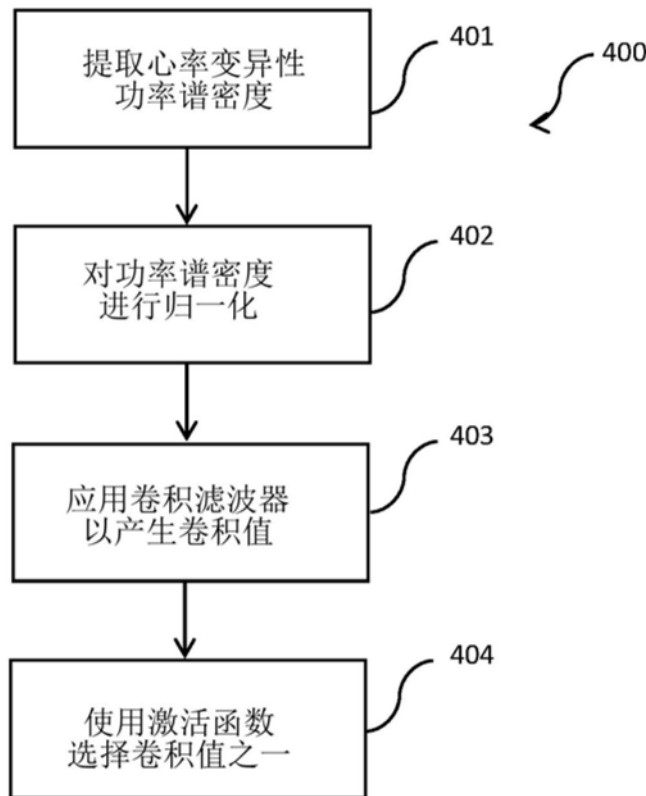 提取心率变异性
功率谱密度
401
400
对功率谱密度
进行归一化
402
应用卷积滤波器
以产生卷积值
403
使用激活函数
选择卷积值之一
404